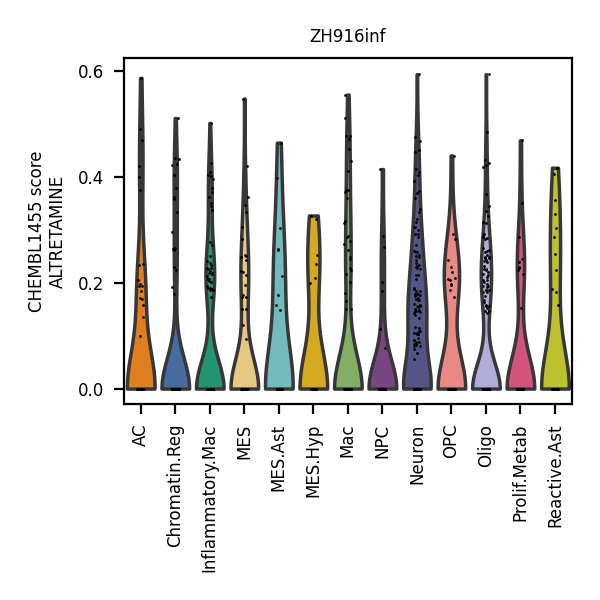 ZH916inf
CHEMBL1455 score
ALTRETAMINE
0.6
0.4
0.2
0.0
AC
Chromatin.Reg
Inflammatory.Mac
MES
MES.Ast
MES.Hyp
Mac
NPC
Neuron
OPC
Oligo
Prolif.Metab
Reactive.Ast